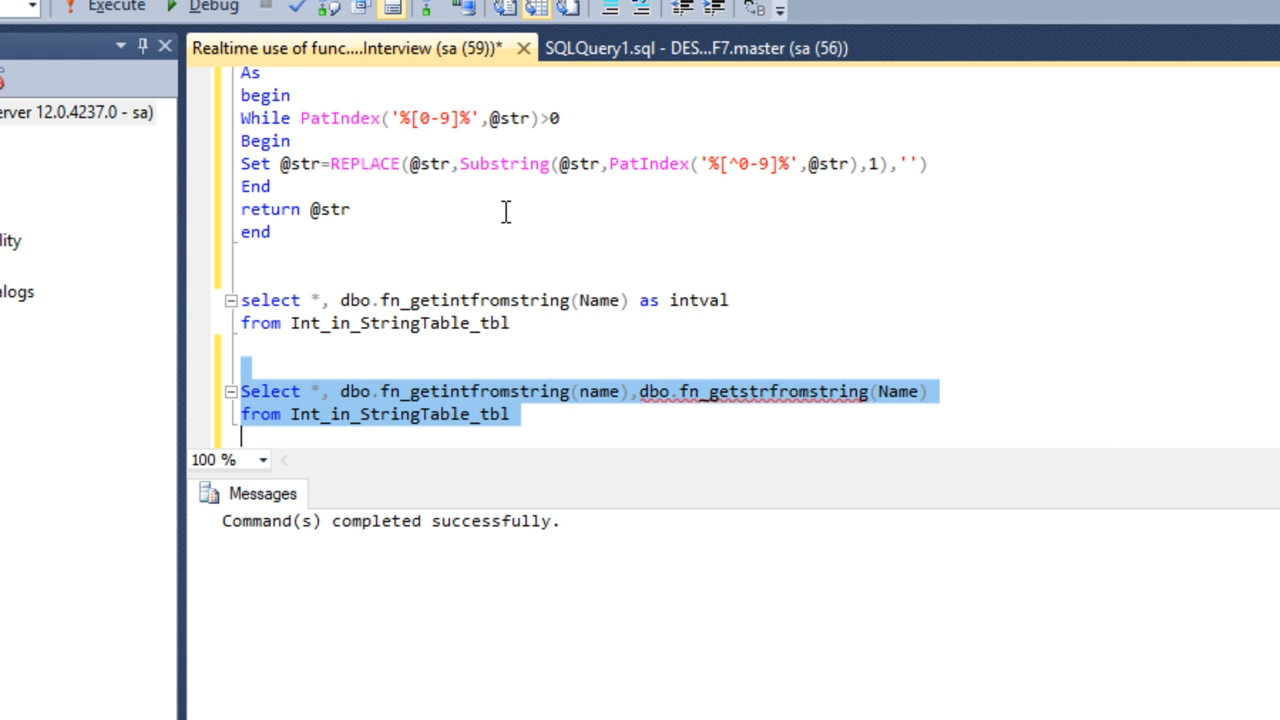 Execute Debug
Realtime use of func....Interview (sa (59))* SQLQuery1.sql - DES...F7.master (sa (56))
erver 12.0.4237.0 - sa)
lity
alogs
As
begin
While PatIndex('%[0-9]%',@str)>0
Begin
Set @str=REPLACE(@str,Substring(@str,PatIndex('%[^0-9]%',@str),1),'')
End
return @str
end
select *, dbo.fn_getintfromstring(Name) as intval
from Int_in_StringTable_tbl
Select *, dbo.fn_getintfromstring(name),dbo.fn_getstrfromstring(Name)
from Int_in_StringTable_tbl
100 %
Messages
Command(s) completed successfully.